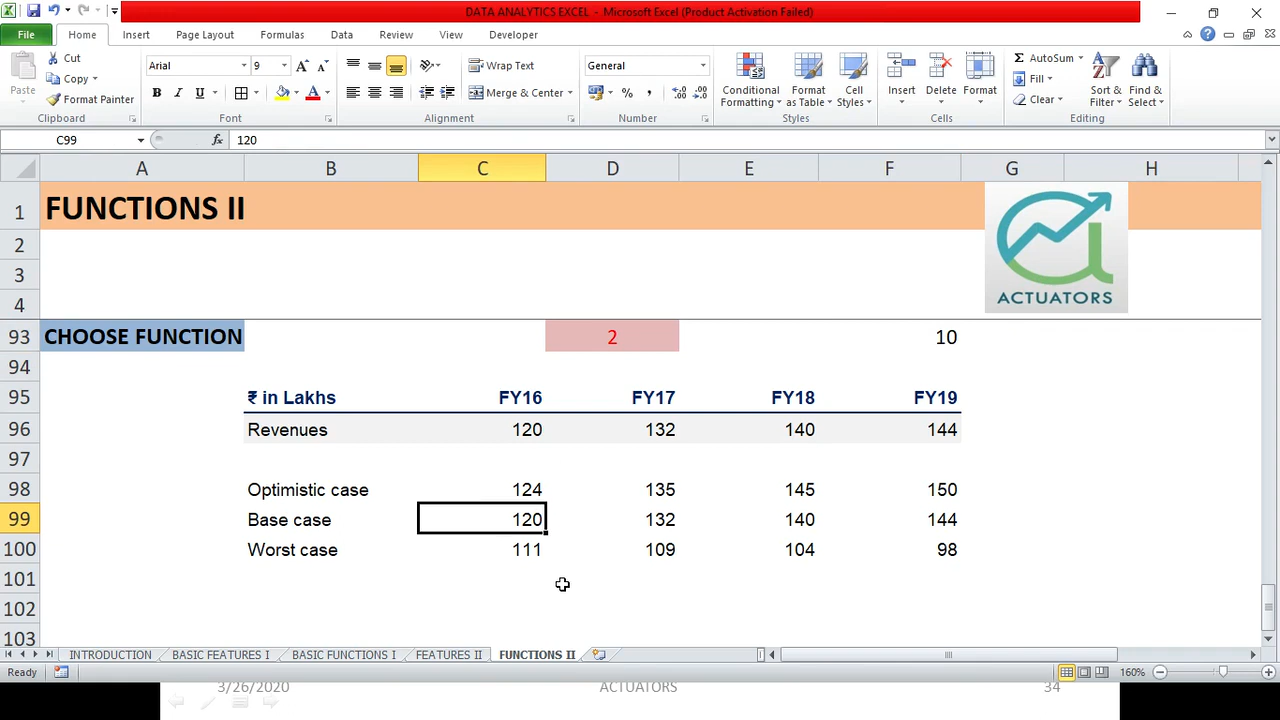 DATA ANALYTICS EXCEL - Microsoft Excel (Product Activation Failed)
File Home Insert Page Layout Formulas Data Review View Developer
Paste
Cut
Copy
Format Painter
Clipboard
Arial 9
B I U
Font
Wrap Text
Merge & Center
Alignment
General
%
Number
Conditional Formatting
Format as Table
Cell Styles
Styles
Insert Delete Format
Cells
AutoSum
Fill
Clear
Sort & Filter
Find & Select
Editing
C99 fx 120
A B C D E F G H
1 FUNCTIONS II
ACTUATORS
2
3
4
93 CHOOSE FUNCTION 2 10
94
95 ₹ in Lakhs FY16 FY17 FY18 FY19
96 Revenues 120 132 140 144
97
98 Optimistic case 124 135 145 150
99 Base case 120 132 140 144
100 Worst case 111 109 104 98
101
102
103
INTRODUCTION BASIC FEATURES I BASIC FUNCTIONS I FEATURES II FUNCTIONS II
Ready 160%
3/26/2020 ACTUATORS 34